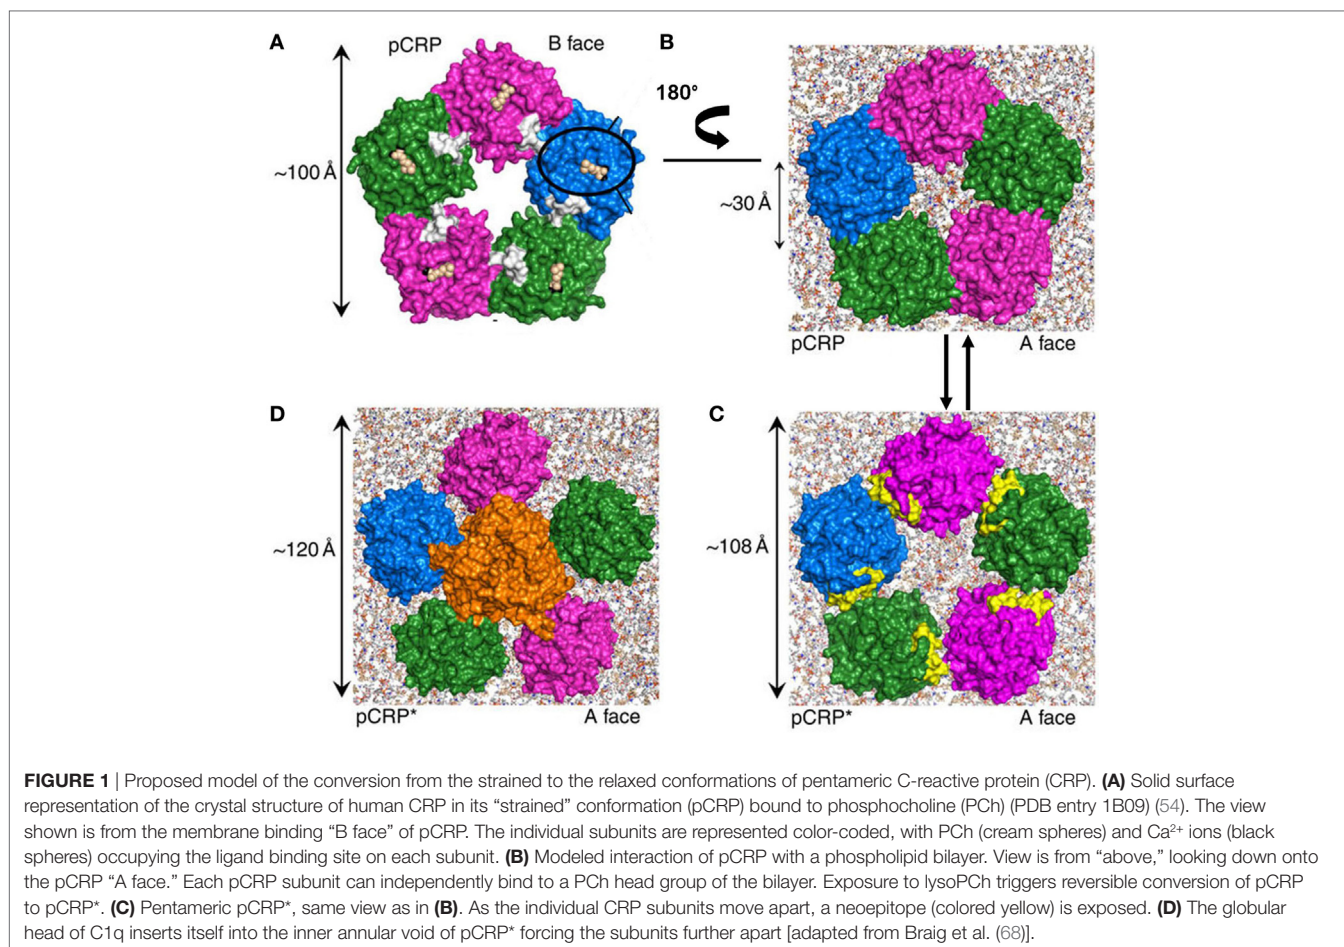 A
pCRP
B face
~100 Å
B
180°
~30 Å
pCRP
A face
D
~120 Å
pCRP*
A face
C
~108 Å
pCRP*
A face
FIGURE 1 | Proposed model of the conversion from the strained to the relaxed conformations of pentameric C-reactive protein (CRP). (A) Solid surface
representation of the crystal structure of human CRP in its “strained” conformation (pCRP) bound to phosphocholine (PCh) (PDB entry 1B09) (54). The view
shown is from the membrane binding “B face” of pCRP. The individual subunits are represented color-coded, with PCh (cream spheres) and Ca²⁺ ions (black
spheres) occupying the ligand binding site on each subunit. (B) Modeled interaction of pCRP with a phospholipid bilayer. View is from “above,” looking down onto
the pCRP “A face.” Each pCRP subunit can independently bind to a PCh head group of the bilayer. Exposure to lysoPCh triggers reversible conversion of pCRP
to pCRP*. (C) Pentameric pCRP*, same view as in (B). As the individual CRP subunits move apart, a neoepitope (colored yellow) is exposed. (D) The globular
head of C1q inserts itself into the inner annular void of pCRP* forcing the subunits further apart [adapted from Braig et al. (68)].